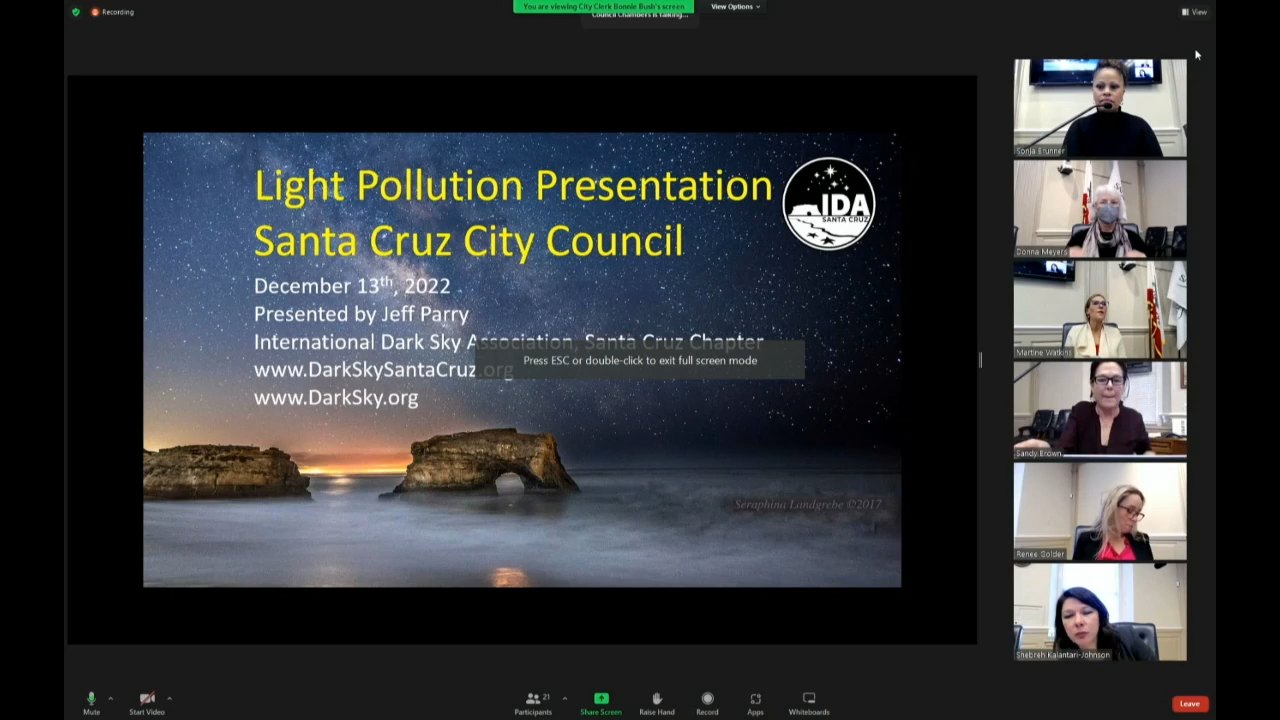 You are viewing City Clerk Bonnie Bush's screen
View Options
Recording
Council Chambers is talking...
View
Light Pollution Presentation
Santa Cruz City Council
IDA
SANTA CRUZ
December 13th, 2022
Presented by Jeff Parry
International Dark Sky Association, Santa Cruz Chapter
Press ESC or double-click to exit full screen mode
www.DarkSkySantaCruz.org
www.DarkSky.org
Seraphina Landgrebe ©2017
Sonja Brunner
Donna Meyers
Martine Watkins
Sandy Brown
Renee Golder
Shebreh Kalantari-Johnson
Mute
Start Video
Participants
21
Share Screen
Raise Hand
Record
Apps
Whiteboards
Leave